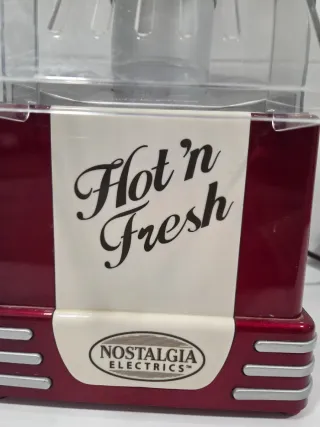 Hot 'n
Fresh
NOSTALGIA
ELECTRICS™